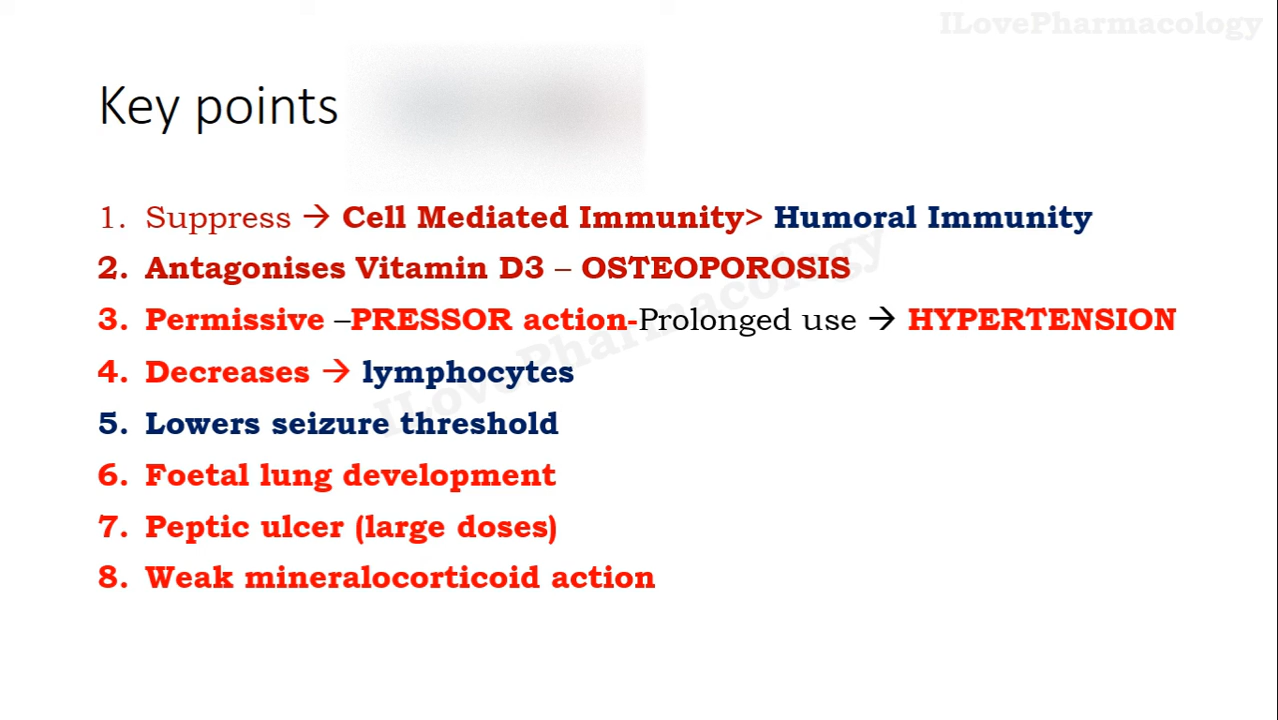 ILovePharmacology
Key points
1. Suppress → Cell Mediated Immunity> Humoral Immunity
2. Antagonises Vitamin D3 – OSTEOPOROSIS
3. Permissive –PRESSOR action-Prolonged use → HYPERTENSION
4. Decreases → lymphocytes
5. Lowers seizure threshold
6. Foetal lung development
7. Peptic ulcer (large doses)
8. Weak mineralocorticoid action
ILovePharmacology